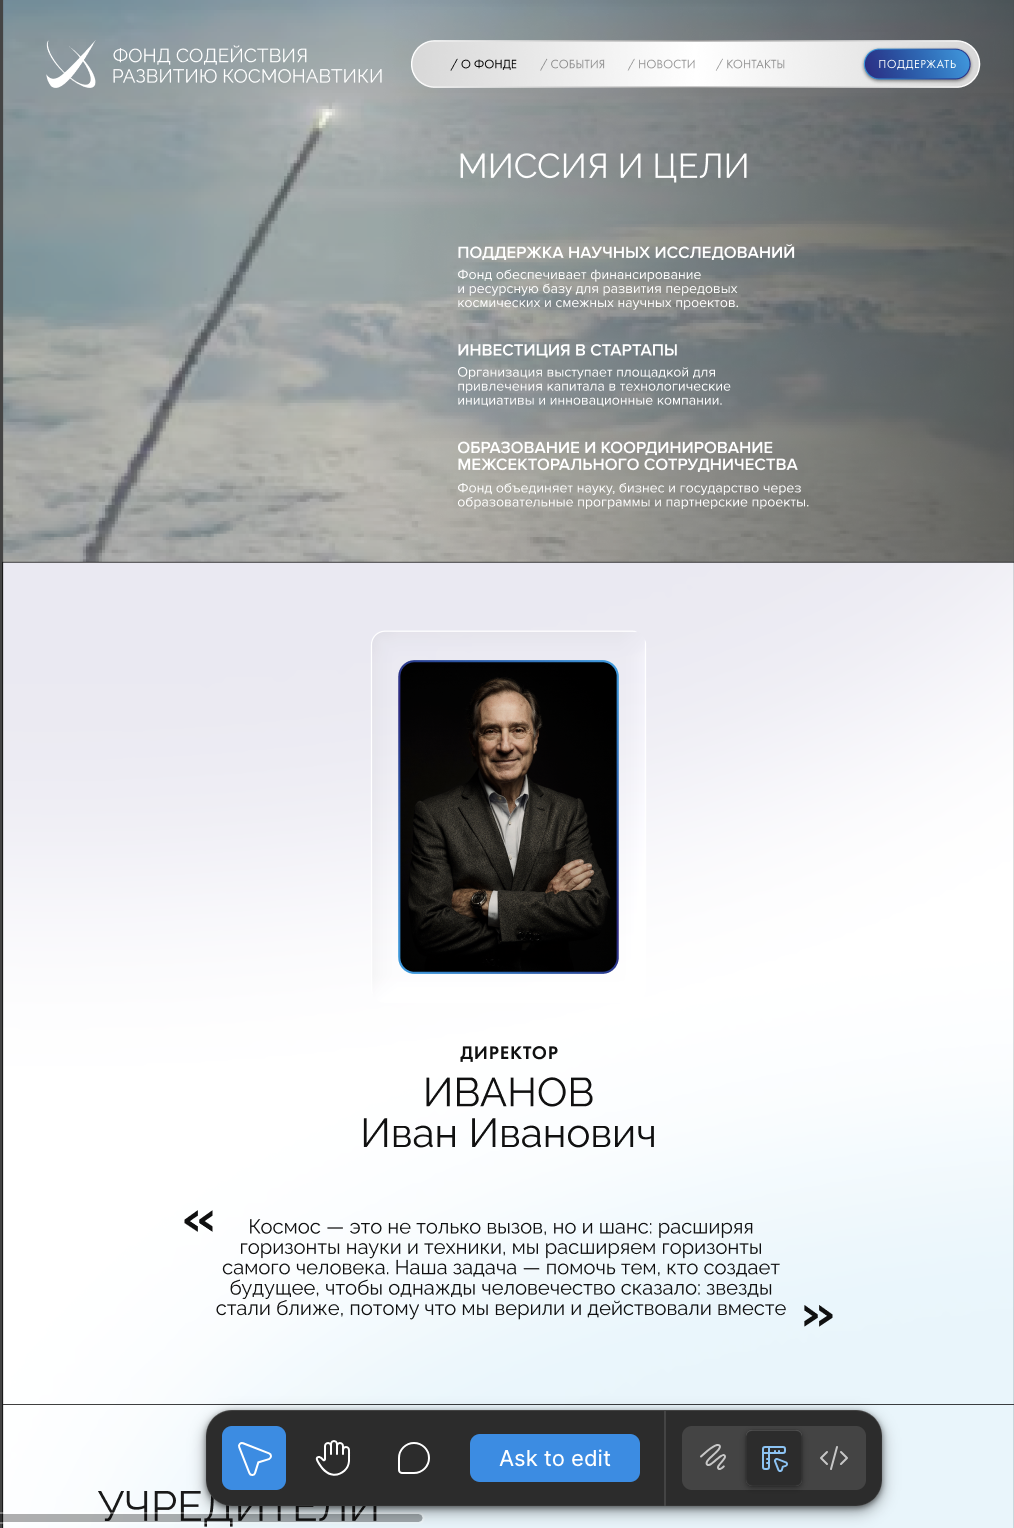 ФОНД СОДЕЙСТВИЯ
РАЗВИТИЮ КОСМОНАВТИКИ
/ О ФОНДЕ
/ СОБЫТИЯ
/ НОВОСТИ
/ КОНТАКТЫ
ПОДДЕРЖАТЬ
МИССИЯ И ЦЕЛИ
ПОДДЕРЖКА НАУЧНЫХ ИССЛЕДОВАНИЙ
Фонд обеспечивает финансирование
и ресурсную базу для развития передовых
космических и смежных научных проектов.
ИНВЕСТИЦИЯ В СТАРТАПЫ
Организация выступает площадкой для
привлечения капитала в технологические
инициативы и инновационные компании.
ОБРАЗОВАНИЕ И КООРДИНИРОВАНИЕ
МЕЖСЕКТОРАЛЬНОГО СОТРУДНИЧЕСТВА
Фонд объединяет науку, бизнес и государство через
образовательные программы и партнерские проекты.
ДИРЕКТОР
ИВАНОВ
Иван Иванович
« Космос — это не только вызов, но и шанс: расширяя
горизонты науки и техники, мы расширяем горизонты
самого человека. Наша задача — помочь тем, кто создает
будущее, чтобы однажды человечество сказало: звезды
стали ближе, потому что мы верили и действовали вместе »
Ask to edit
УЧРЕДИТЕЛИ